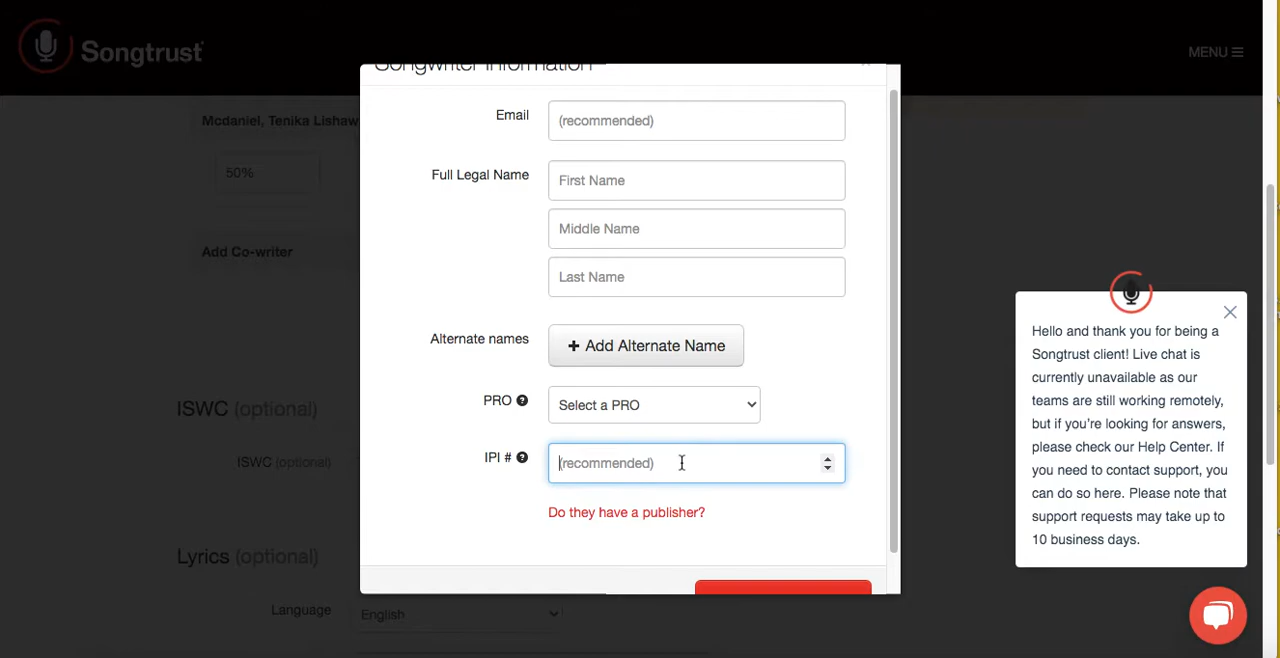 Songtrust
MENU
Songwriter Information
Mcdaniel, Tenika Lishaw
50%
Add Co-writer
Email
(recommended)
Full Legal Name
First Name
Middle Name
Last Name
Alternate names
+ Add Alternate Name
PRO ?
Select a PRO
IPI # ?
(recommended)
Do they have a publisher?
ISWC (optional)
ISWC (optional)
Lyrics (optional)
Language
English
Hello and thank you for being a
Songtrust client! Live chat is
currently unavailable as our
teams are still working remotely,
but if you're looking for answers,
please check our Help Center. If
you need to contact support, you
can do so here. Please note that
support requests may take up to
10 business days.